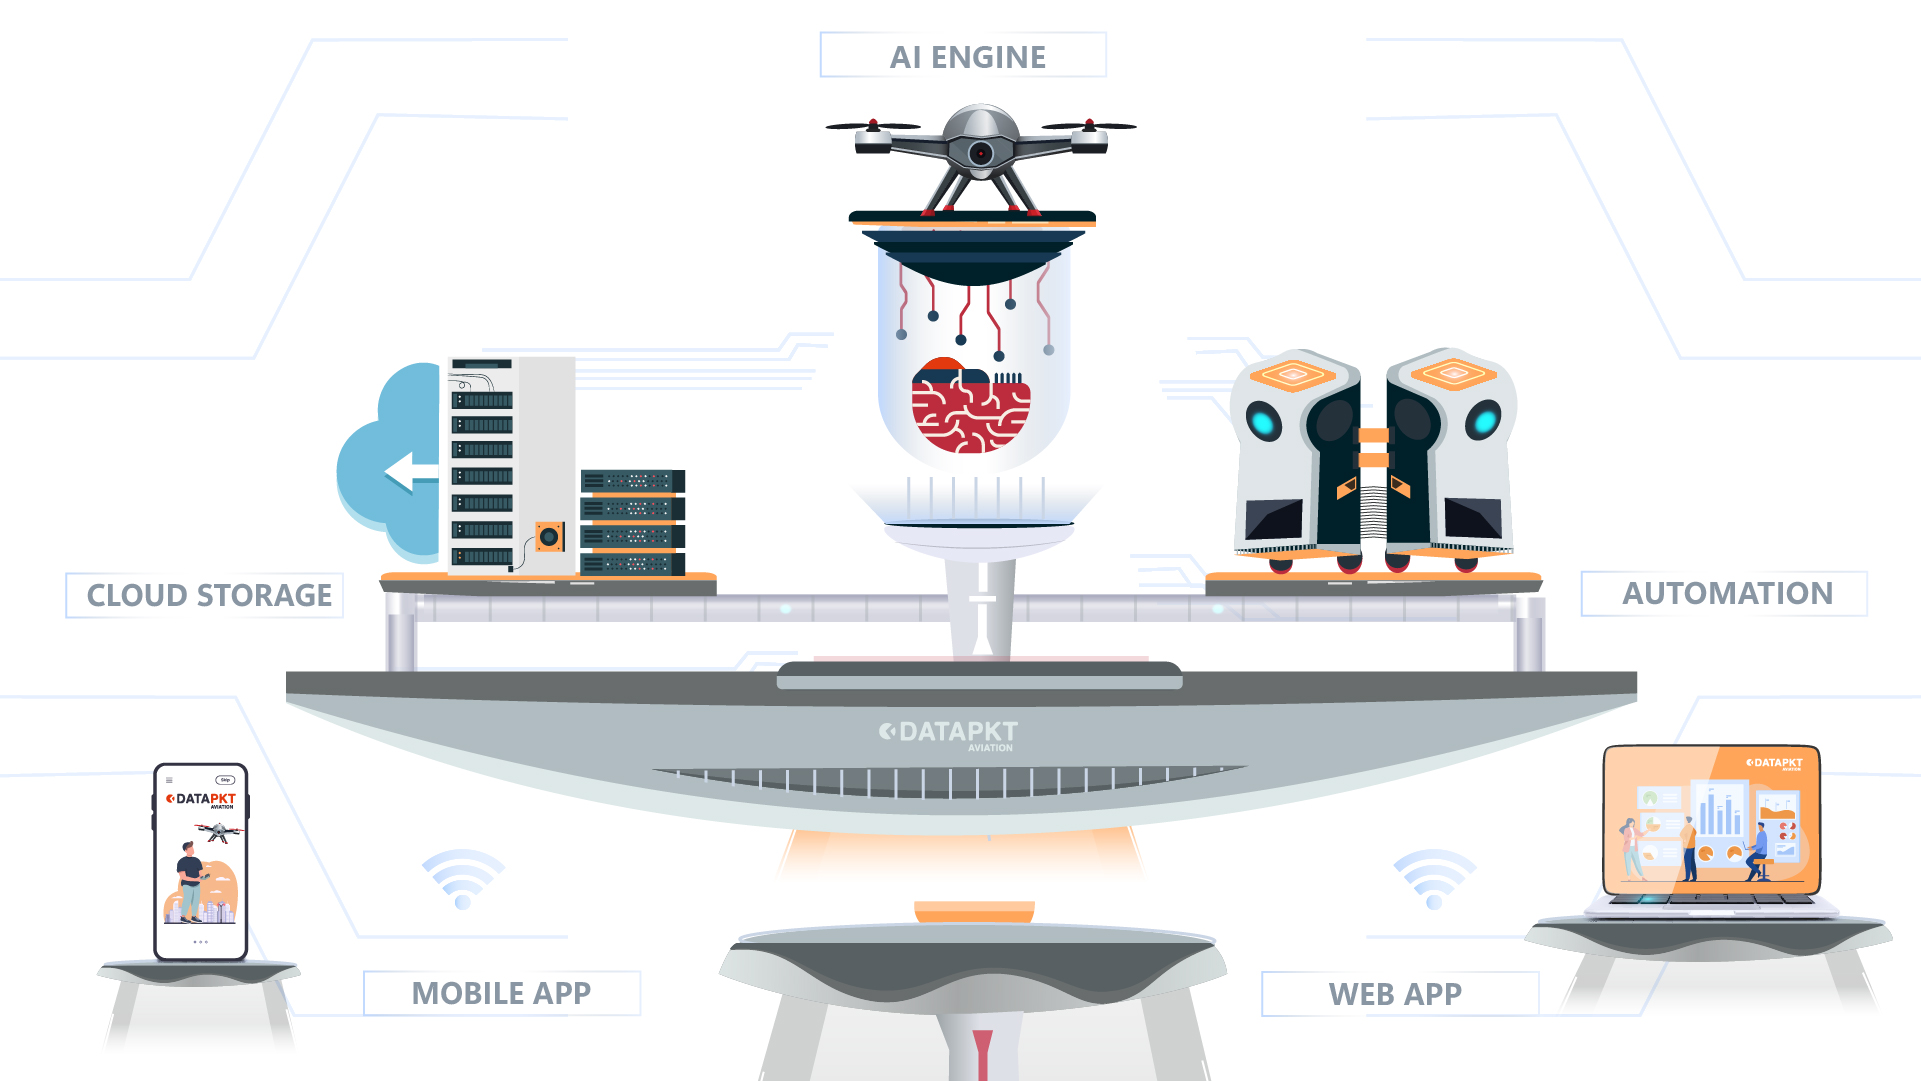 AI ENGINE
CLOUD STORAGE
AUTOMATION
DATAPKT
AVIATION
Skip
DATAPKT
AVIATION
DATAPKT
AVIATION
MOBILE APP
WEB APP